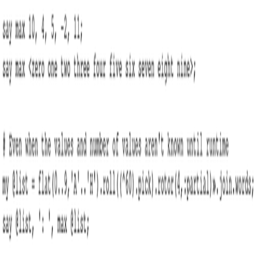 say max 10, 4, 5, -2, 11;
say max <zero one two three four five six seven eight nine>;
# Even when the values and number of values aren't known until runtime
my @list = flat(0..9,'A'..'H').roll((^60).pick).rotor(4,:partial)».join.words;
say @list, ': ', max @list;